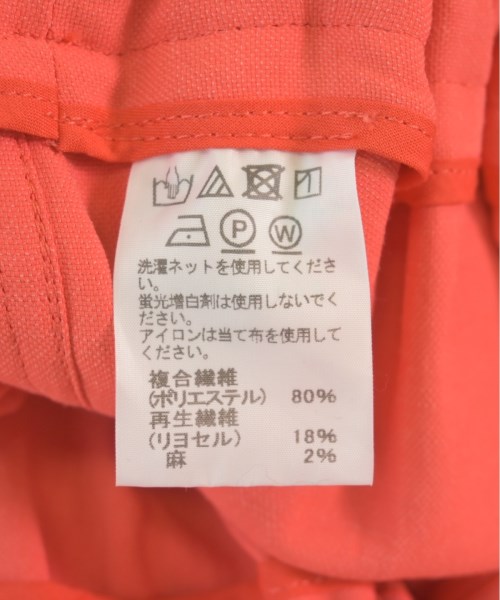 P W
洗濯ネットを使用してくださ
い。
蛍光増白剤は使用しないでく
ださい。
アイロンは当て布を使用して
ください。
複合繊維
(ポリエステル) 80%
再生繊維
(リヨセル) 18%
麻 2%